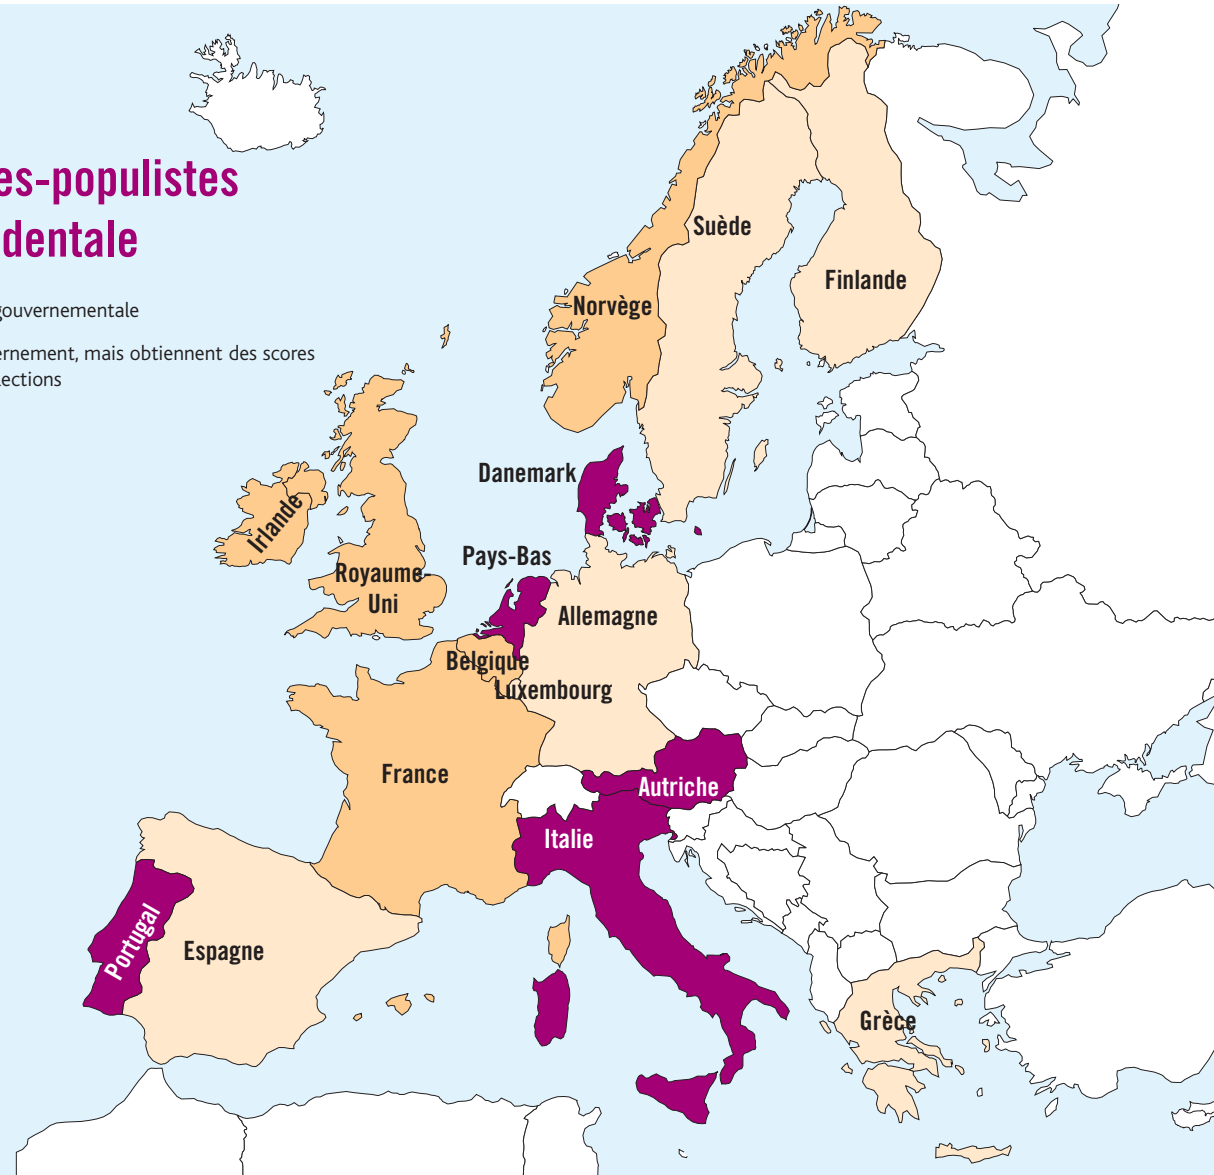 es-populistes
dentale
gouvernementale
ernement, mais obtiennent des scores
lections
Suède
Finlande
Norvège
Danemark
Irlande
Pays-Bas
Royaume-
Uni
Allemagne
Belgique
Luxembourg
France
Autriche
Italie
Portugal
Espagne
Grèce